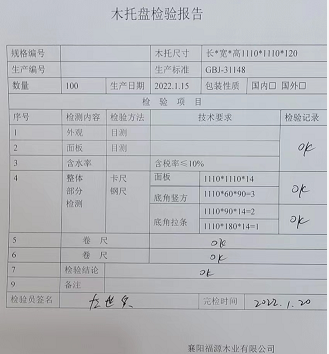 木托盘检验报告
规格编号 木托尺寸 长*宽*高1110*1110*120
生产编号 生产标准 GBJ-31148
数量 100 生产日期 2022.1.15 包装性质 国内□ 国外□
检 验 项 目
序号 检测内容 检验方法 技术要求 检验记录
1 外观 目测
2 面板 目测 OK
3 含水率 含税率≤10%
4 整体部分检测 卡尺 钢尺 面板 1110*1110*14
底角竖方 1110*60*90=3 OK
底角拉条 1110*90*14=2 OK
1110*180*14=1
5 卷 尺 OK
6 卷 尺 OK
7 检验结论 OK
9 备注
检验员签名 完检时间 2022.1.20
襄阳福源木业有限公司